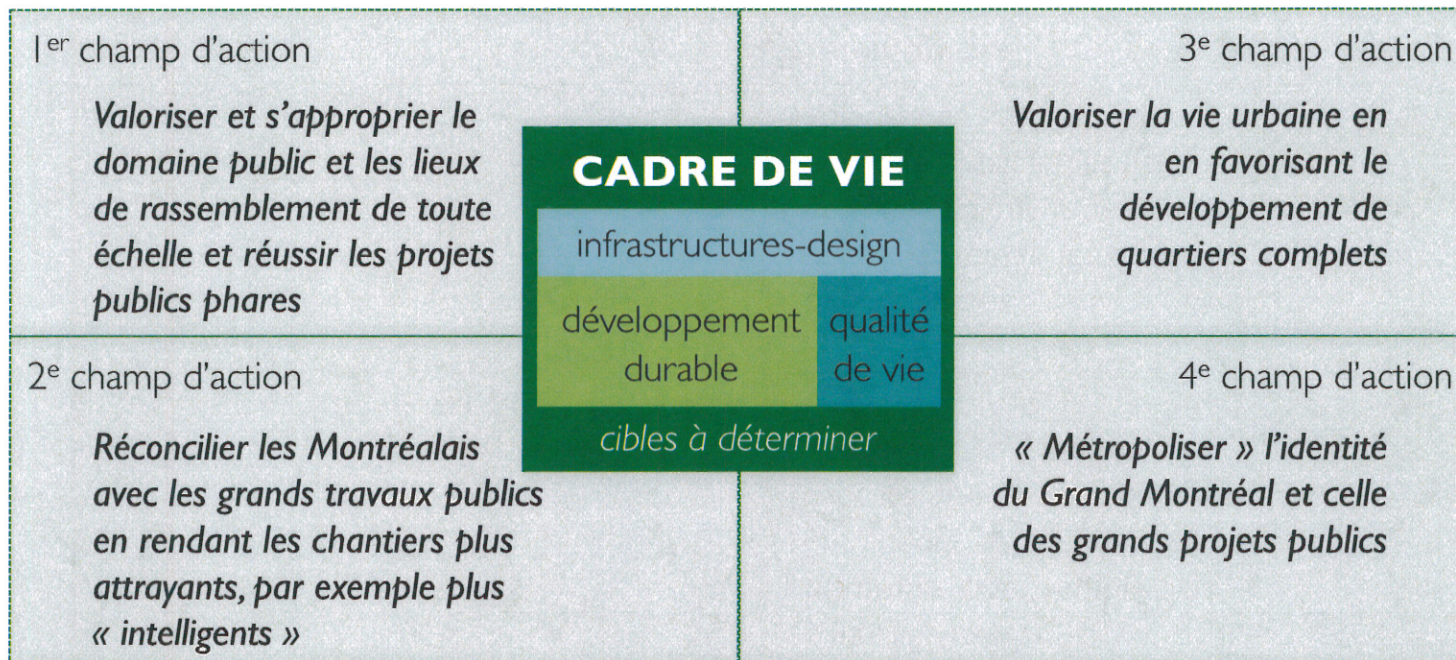 1er champ d'action
Valoriser et s'approprier le
domaine public et les lieux
de rassemblement de toute
échelle et réussir les projets
publics phares
2e champ d'action
Réconcilier les Montréalais
avec les grands travaux publics
en rendant les chantiers plus
attrayants, par exemple plus
« intelligents »
CADRE DE VIE
infrastructures-design
développement
durable
qualité
de vie
cibles à déterminer
3e champ d'action
Valoriser la vie urbaine en
en favorisant le
développement de
quartiers complets
4e champ d'action
« Métropoliser » l'identité
du Grand Montréal et celle
des grands projets publics